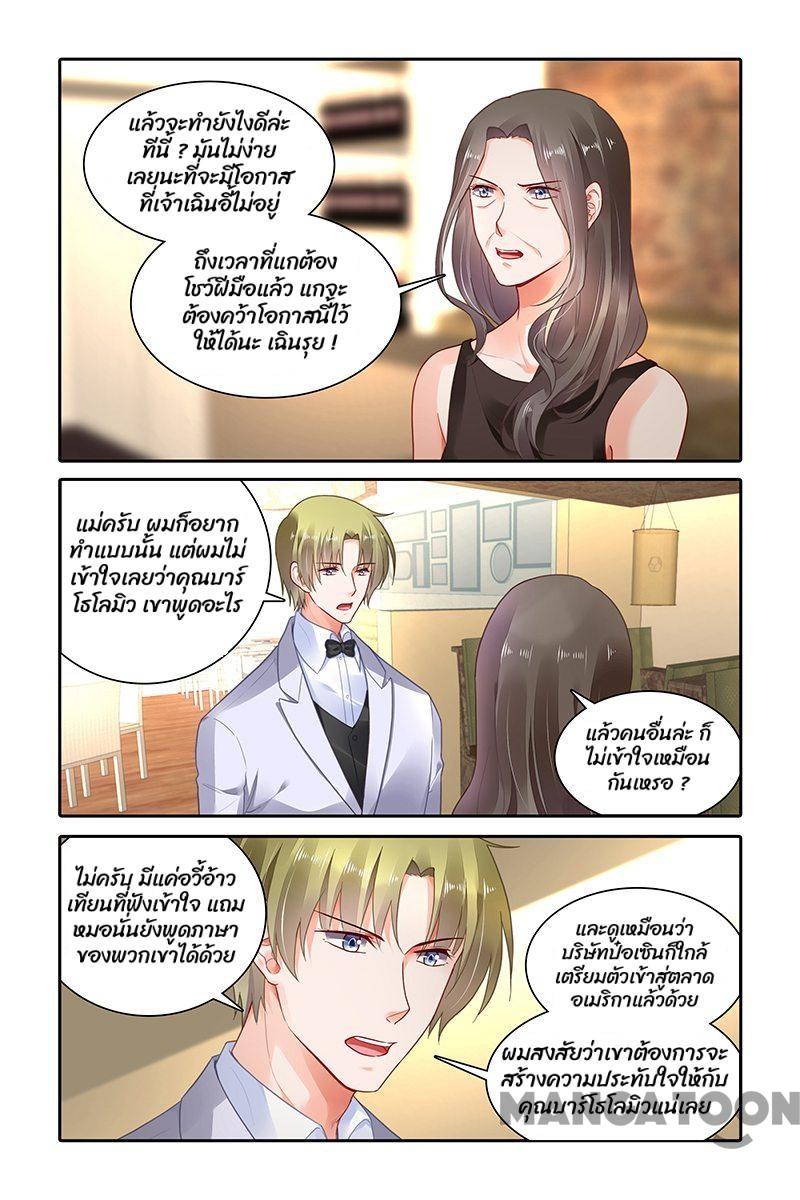 แล้วจะทำยังไงดีล่ะ
ทีนี้ ? มันไม่ง่าย
เลยนะที่จะมีโอกาส
ที่เจ้าเฉินอี้ไม่อยู่
ถึงเวลาที่แกต้อง
โชว์ฝีมือแล้ว แกจะ
ต้องคว้าโอกาสนี้ไว้
ให้ได้นะ เฉินรุย !
แม่ครับ ผมก็อยาก
ทำแบบนั้น แต่ผมไม่
เข้าใจเลยว่าคุณบาร์
โธโลมิว เขาพูดอะไร
แล้วคนอื่นล่ะ ก็
ไม่เข้าใจเหมือน
กันเหรอ ?
ไม่ครับ มีแค่อวี้อ้าว
เทียนที่ฟังเข้าใจ แถม
หมอนั่นยังพูดภาษา
ของพวกเขาได้ด้วย
และดูเหมือนว่า
บริษัทป๋อเซินก็ใกล้
เตรียมตัวเข้าสู่ตลาด
อเมริกาแล้วด้วย
ผมสงสัยว่าเขาต้องการจะ
สร้างความประทับใจให้กับ
คุณบาร์โธโลมิวแน่เลย
MANGATOON